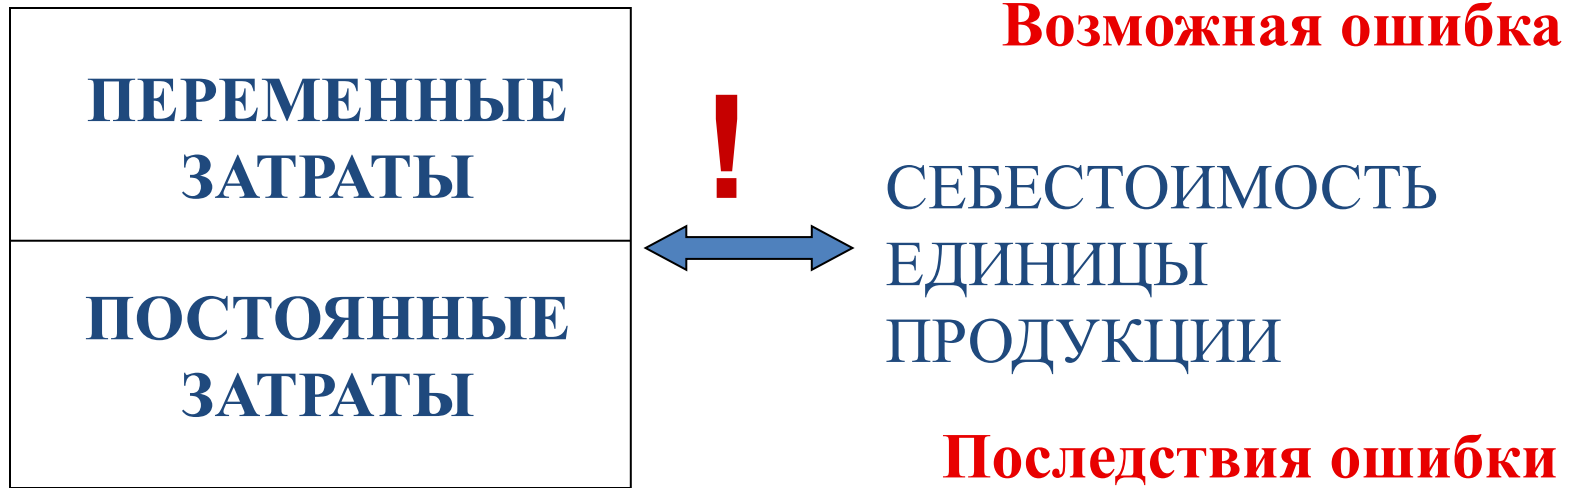 ПЕРЕМЕННЫЕ
ЗАТРАТЫ
ПОСТОЯННЫЕ
ЗАТРАТЫ
!
Возможная ошибка
СЕБЕСТОИМОСТЬ
ЕДИНИЦЫ
ПРОДУКЦИИ
Последствия ошибки